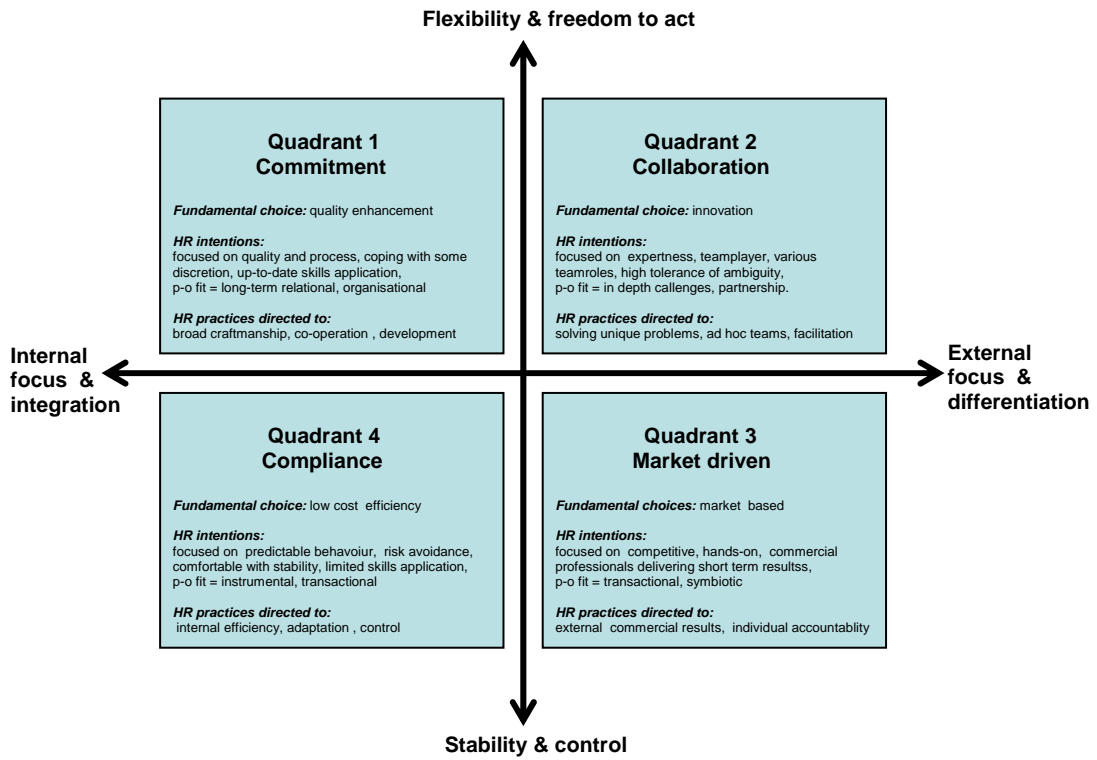 Flexibility & freedom to act
Quadrant 1
Commitment
Fundamental choice: quality enhancement
HR intentions:
focused on quality and process, coping with some
discretion, up-to-date skills application,
p-o fit = long-term relational, organisational
HR practices directed to:
broad craftmanship, co-operation , development
Quadrant 2
Collaboration
Fundamental choice: innovation
HR intentions:
focused on expertness, teamplayer, various
teamroles, high tolerance of ambiguity,
p-o fit = in depth callenges, partnership.
HR practices directed to:
solving unique problems, ad hoc teams, facilitation
Internal
focus &
integration
External
focus &
differentiation
Quadrant 4
Compliance
Fundamental choice: low cost efficiency
HR intentions:
focused on predictable behavoiur, risk avoidance,
comfortable with stability, limited skills application,
p-o fit = instrumental, transactional
HR practices directed to:
internal efficiency, adaptation , control
Quadrant 3
Market driven
Fundamental choices: market based
HR intentions:
focused on competitive, hands-on, commercial
professionals delivering short term resultss,
p-o fit = transactional, symbiotic
HR practices directed to:
external commercial results, individual accountablity
Stability & control